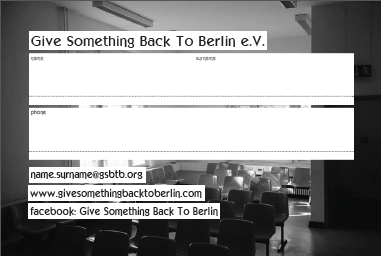 Give Something Back To Berlin e.V.
name surname
phone
name.surname@gsbtb.org
www.givesomethingbacktoberlin.com
facebook: Give Something Back To Berlin